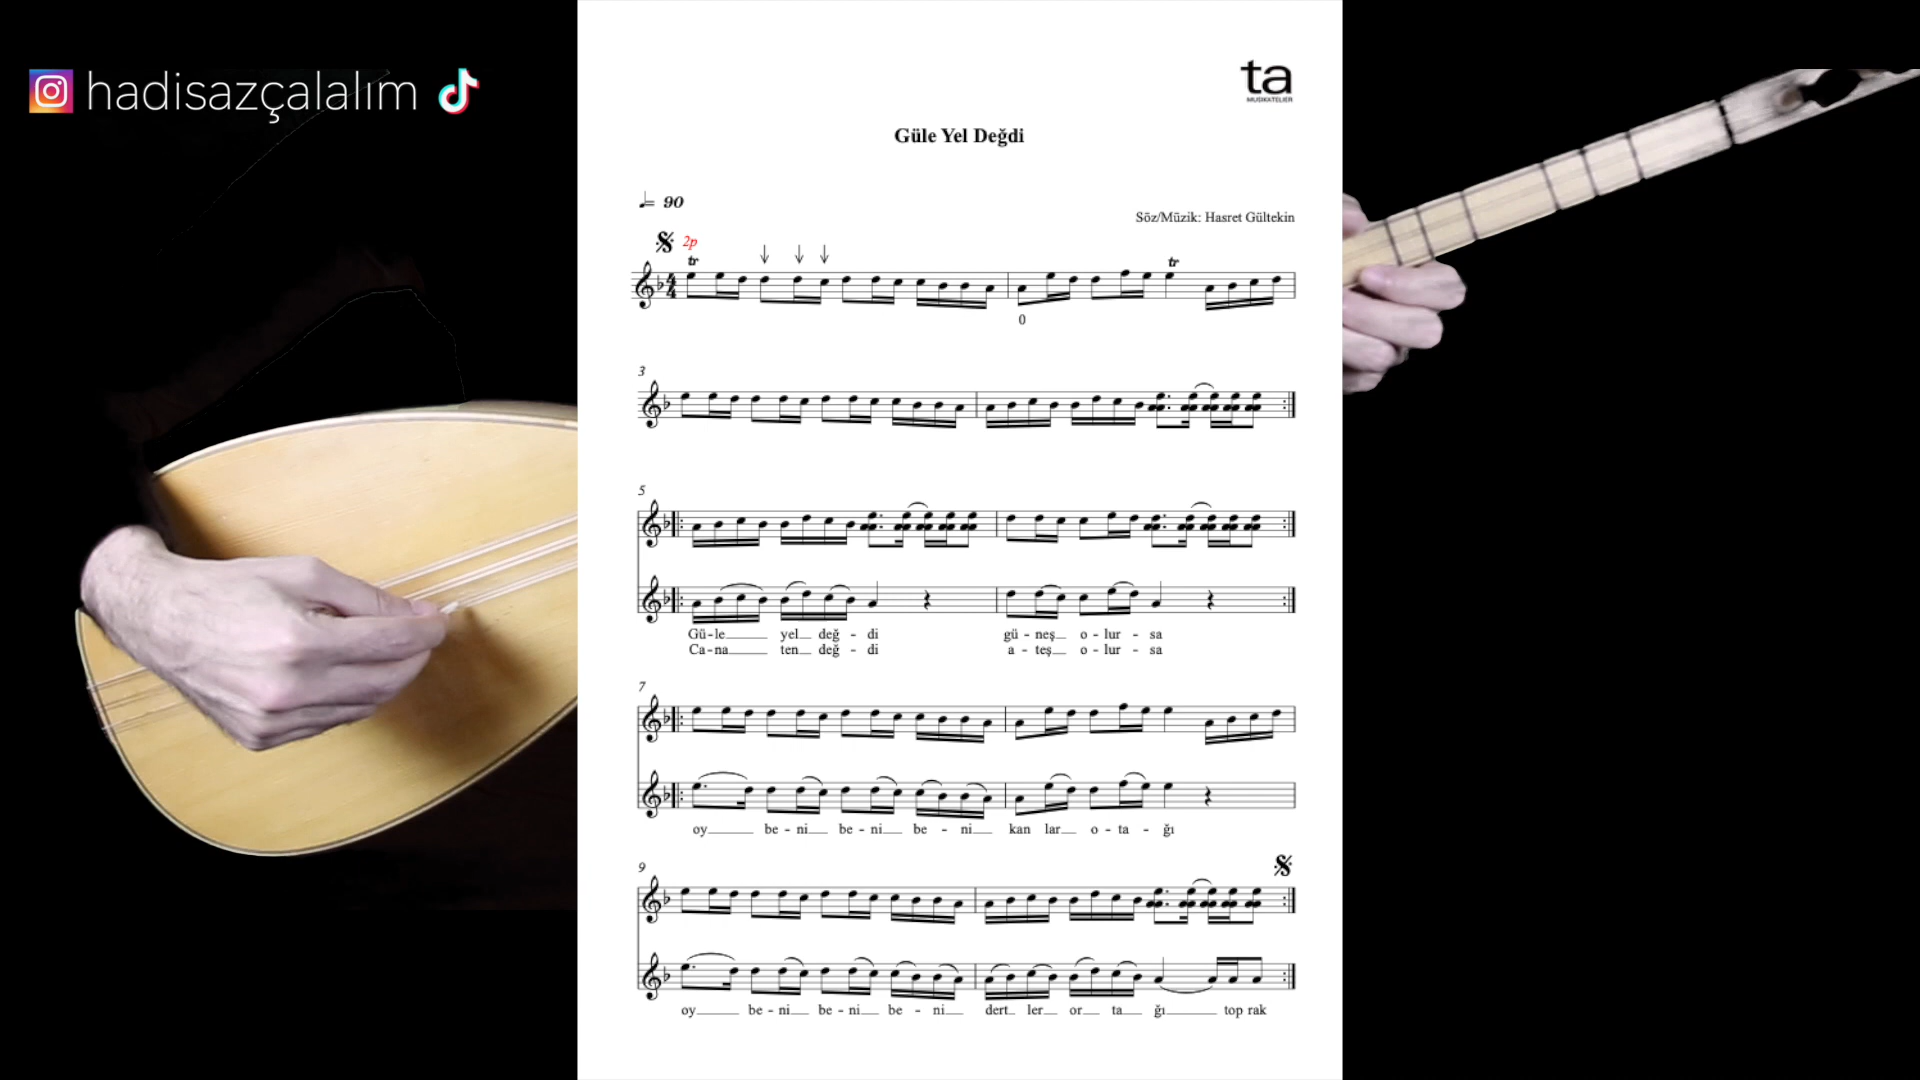 hadisazçalalım
ta
MUSIKATELIER
Güle Yel Değdi
= 90
Söz/Müzik: Hasret Gültekin
2p
tr
tr
4
4
0
3
5
Gü-le yel değ - di gü - neş o - lur - sa
Ca-na ten değ - di a - teş o - lur - sa
7
oy be - ni be - ni be - ni kan lar o - ta - ğı
9
oy be - ni be - ni be - ni dert ler or ta ğı top rak